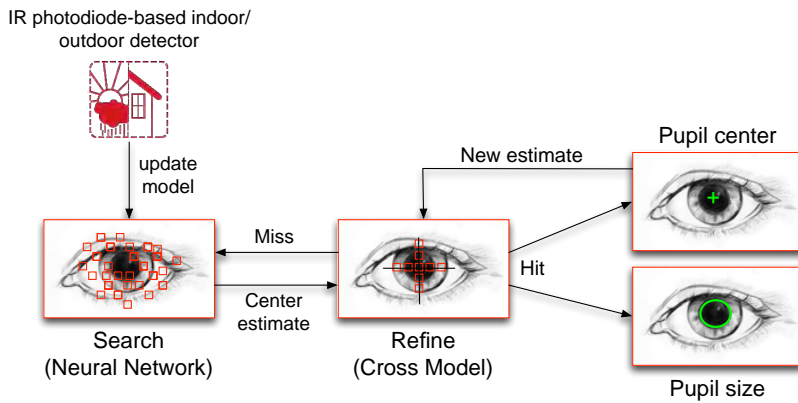 IR photodiode-based indoor/
outdoor detector
update
model
Search
(Neural Network)
Miss
Center
estimate
Refine
(Cross Model)
New estimate
Hit
Pupil center
Pupil size